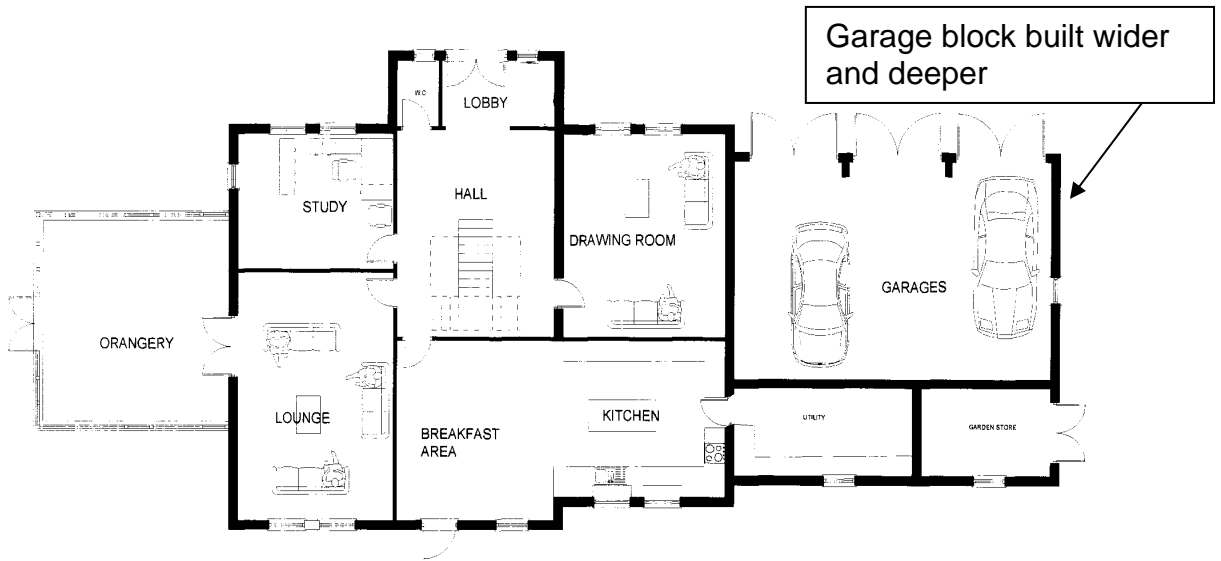 Garage block built wider
and deeper
W.C
LOBBY
STUDY
HALL
DRAWING ROOM
GARAGES
ORANGERY
LOUNGE
BREAKFAST
AREA
KITCHEN
UTILITY
GARDEN STORE